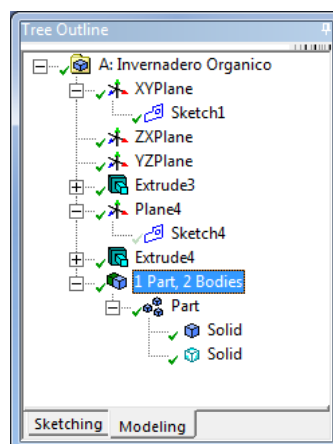 Tree Outline
A: Invernadero Organico
XYPlane
Sketch1
ZXPlane
YZPlane
Extrude3
Plane4
Sketch4
Extrude4
1 Part, 2 Bodies
Part
Solid
Solid
Sketching Modeling